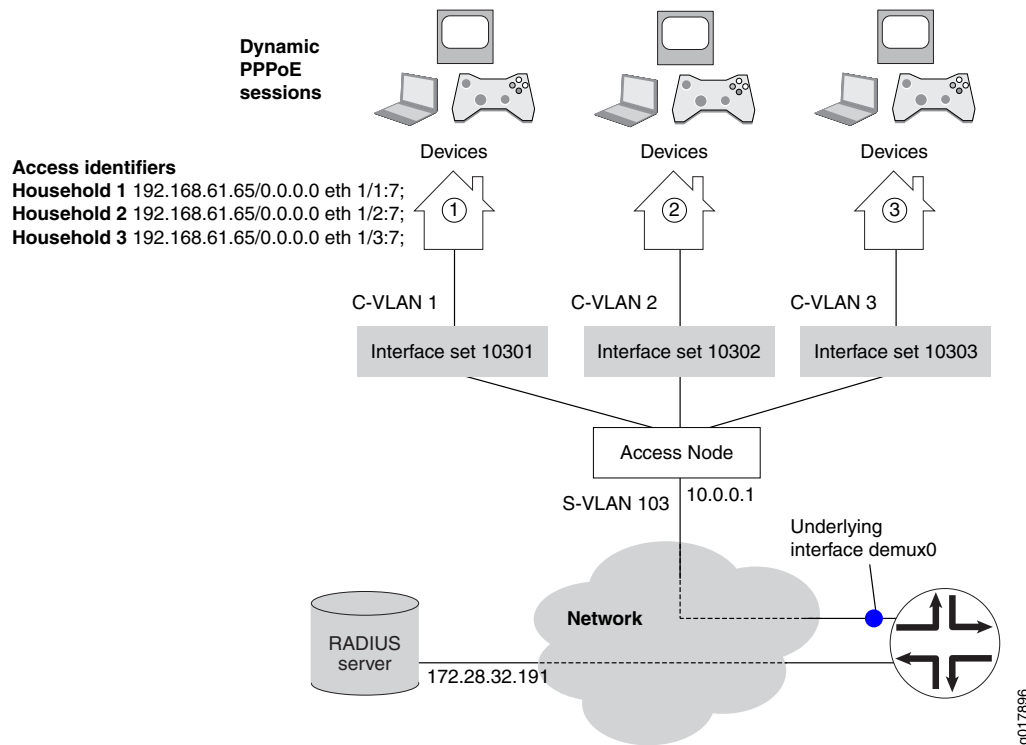 Dynamic
PPPoE
sessions
Devices
Devices
Devices
Access identifiers
Household 1 192.168.61.65/0.0.0.0 eth 1/1:7;
Household 2 192.168.61.65/0.0.0.0 eth 1/2:7;
Household 3 192.168.61.65/0.0.0.0 eth 1/3:7;
1
2
3
C-VLAN 1
C-VLAN 2
C-VLAN 3
Interface set 10301
Interface set 10302
Interface set 10303
Access Node
S-VLAN 103
10.0.0.1
Underlying
interface demux0
Network
RADIUS
server
172.28.32.191
g017896